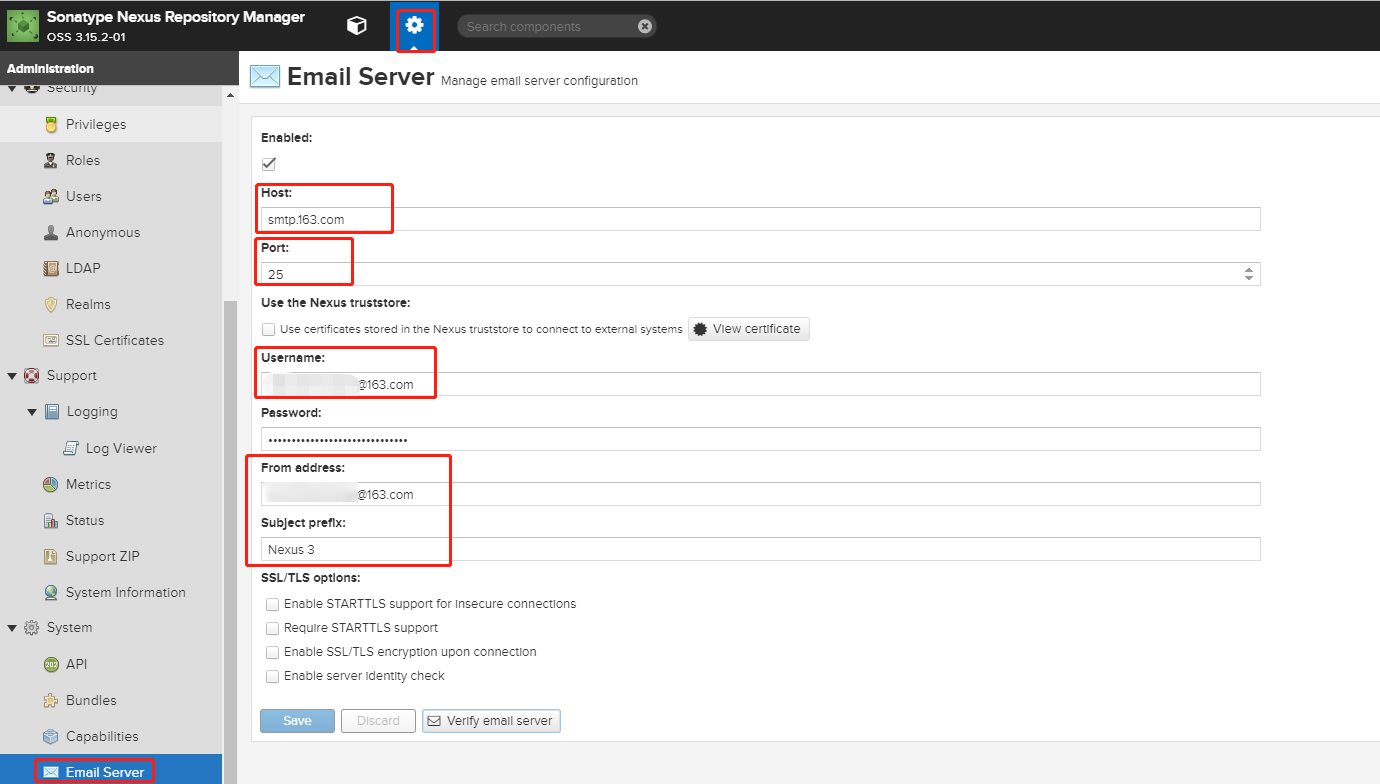 Sonatype Nexus Repository Manager
OSS 3.15.2-01
Search components
Administration
Security
Privileges
Roles
Users
Anonymous
LDAP
Realms
SSL Certificates
Support
Logging
Log Viewer
Metrics
Status
Support ZIP
System Information
System
202
API
Bundles
Capabilities
Email Server
Email Server Manage email server configuration
Enabled:
Host:
smtp.163.com
Port:
25
Use the Nexus truststore:
Use certificates stored in the Nexus truststore to connect to external systems View certificate
Username:
@163.com
Password:
••••••••••••••••••••••••••••••
From address:
@163.com
Subject prefix:
Nexus 3
SSL/TLS options:
Enable STARTTLS support for insecure connections
Require STARTTLS support
Enable SSL/TLS encryption upon connection
Enable server identity check
Save Discard Verify email server